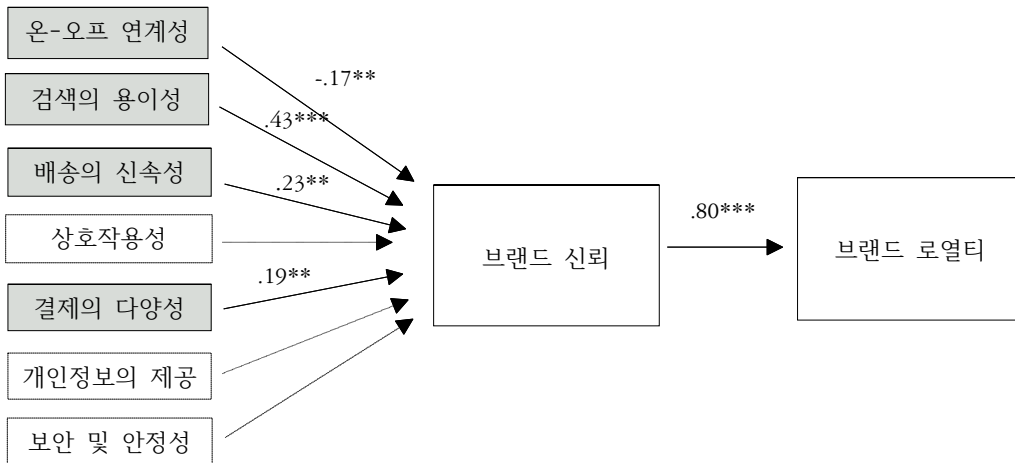 온-오프 연계성
-.17**
검색의 용이성
.43***
배송의 신속성
.23**
상호작용성
.80***
브랜드 신뢰
브랜드 로열티
.19**
결제의 다양성
개인정보의 제공
보안 및 안정성